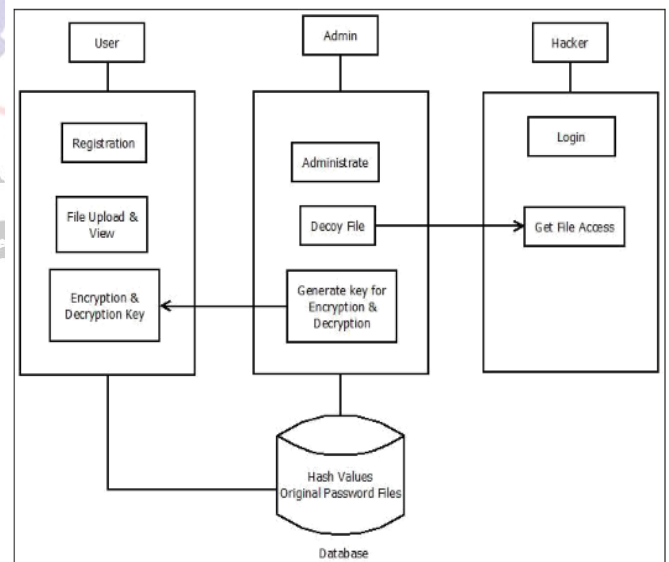 User
Admin
Hacker
Registration
File Upload &
View
Encryption &
Decryption Key
Administrate
Decoy File
Generate key for
Encryption &
Decryption
Login
Get File Access
Hash Values
Original Password Files
Database